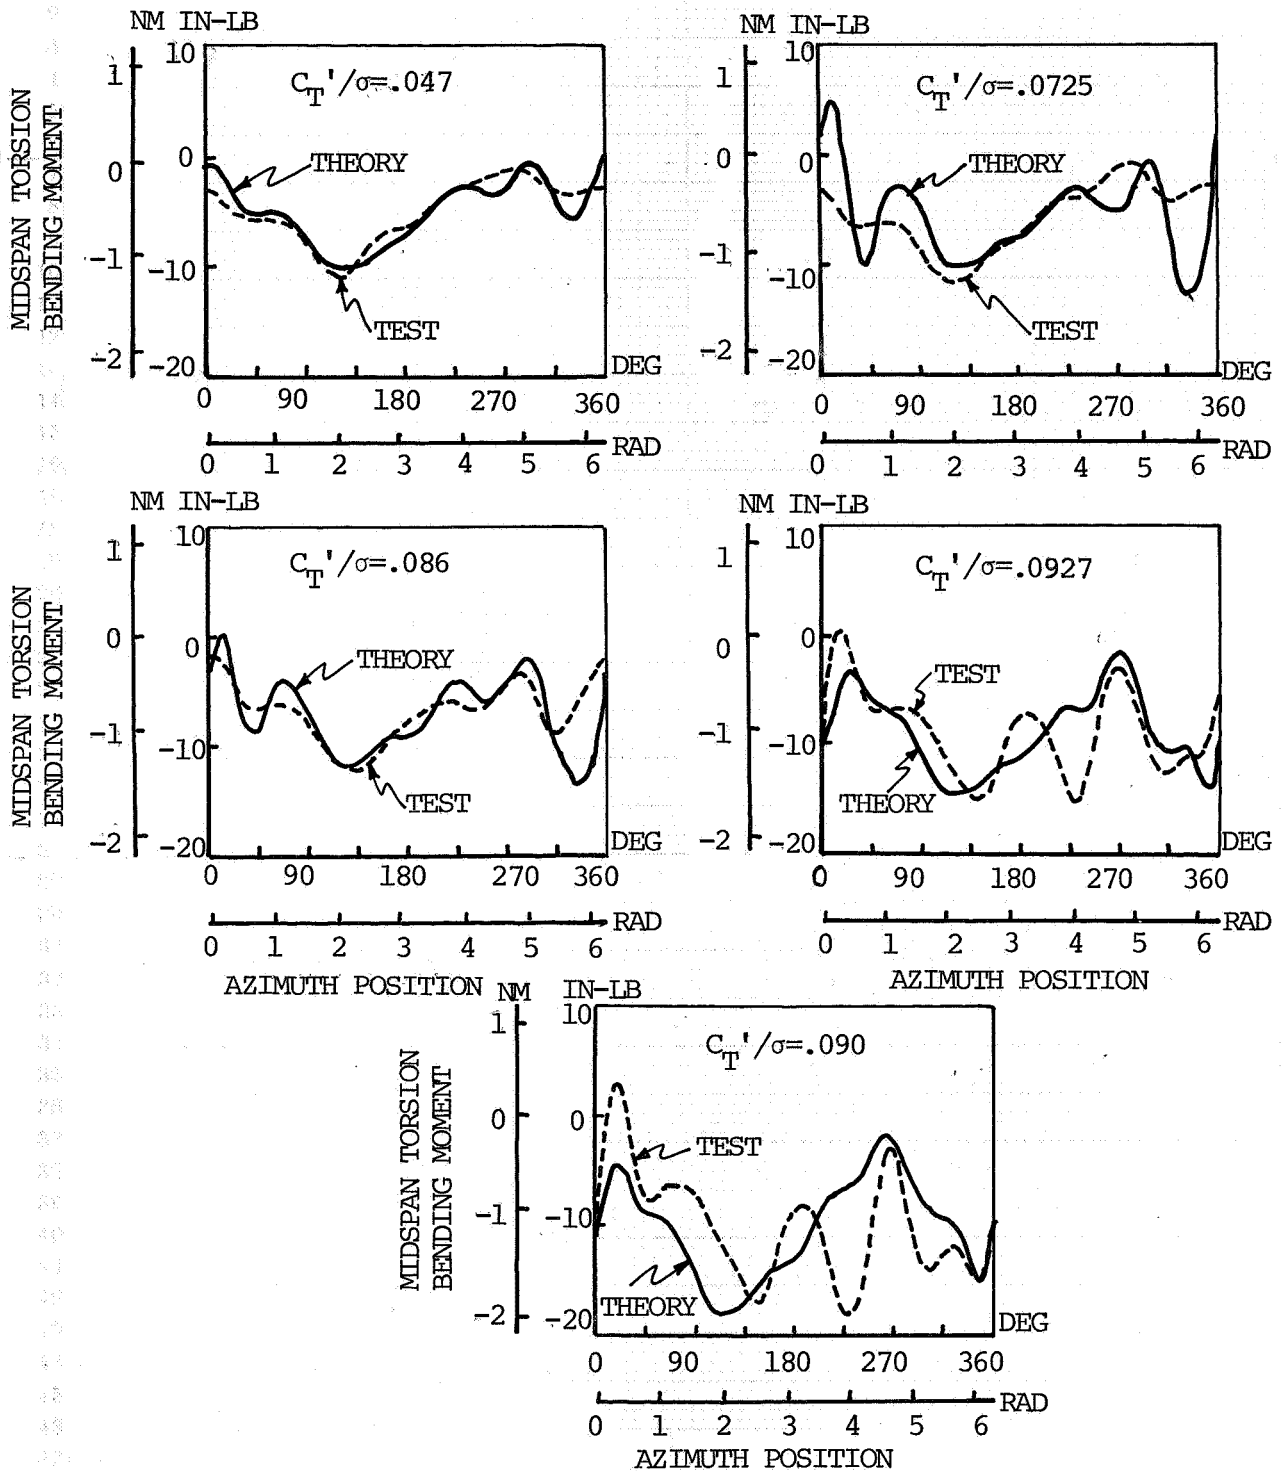 NM IN-LB
10
1
C_T'/σ=.047
MIDSPAN TORSION
BENDING MOMENT
0
0
THEORY
-1
-10
TEST
-2
-20
DEG
0 90 180 270 360
RAD
0 1 2 3 4 5 6
NM IN-LB
10
1
C_T'/σ=.0725
0
0
THEORY
-1
-10
TEST
-2
-20
DEG
0 90 180 270 360
RAD
0 1 2 3 4 5 6
NM IN-LB
10
1
C_T'/σ=.086
MIDSPAN TORSION
BENDING MOMENT
0
0
THEORY
-1
-10
TEST
-2
-20
DEG
0 90 180 270 360
RAD
0 1 2 3 4 5 6
AZIMUTH POSITION
NM IN-LB
10
1
C_T'/σ=.0927
0
0
TEST
-1
-10
THEORY
-2
-20
DEG
0 90 180 270 360
RAD
0 1 2 3 4 5 6
AZIMUTH POSITION
NM IN-LB
10
1
C_T'/σ=.090
MIDSPAN TORSION
BENDING MOMENT
0
0
TEST
-1
-10
THEORY
-2
-20
DEG
0 90 180 270 360
RAD
0 1 2 3 4 5 6
AZIMUTH POSITION